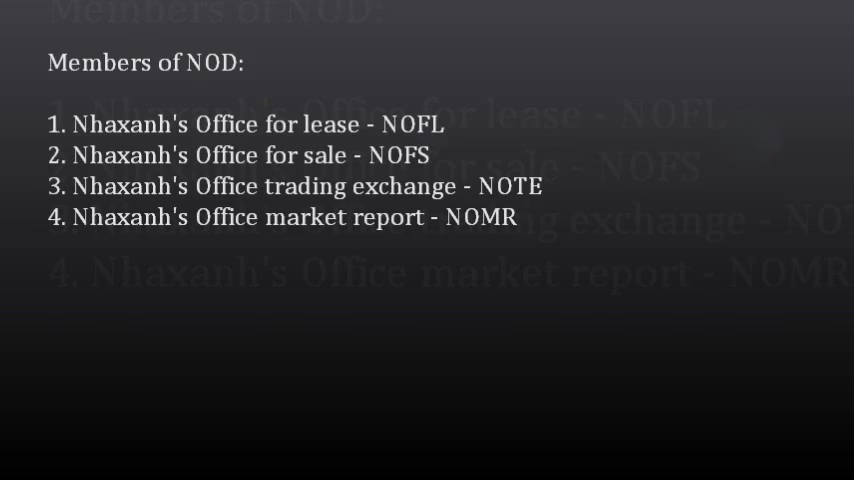 Members of NOD:
1. Nhaxanh's Office for lease - NOFL
2. Nhaxanh's Office for sale - NOFS
3. Nhaxanh's Office trading exchange - NOTE
4. Nhaxanh's Office market report - NOMR